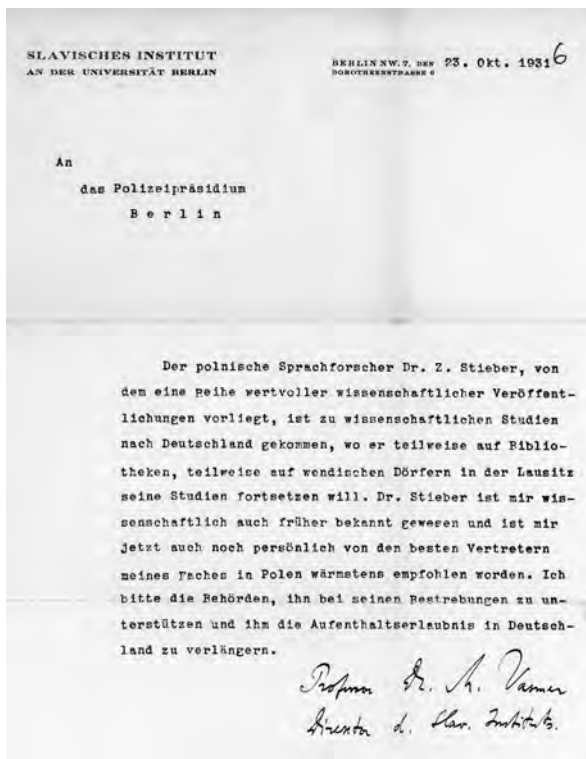 SLAVISCHES INSTITUT
AN DER UNIVERSITÄT BERLIN
BERLIN NW. 7, DEN 23. Okt. 1931 6
DOROTHEENSTRASSE 6
An
das Polizeipräsidium
Berlin
Der polnische Sprachforscher Dr. Z. Stieber, von
dem eine Reihe wertvoller wissenschaftlicher Veröffent-
lichungen vorliegt, ist zu wissenschaftlichen Studien
nach Deutschland gekommen, wo er teilweise auf Biblio-
theken, teilweise auf wendischen Dörfern in der Lausitz
seine Studien fortsetzen will. Dr. Stieber ist mir wis-
senschaftlich auch früher bekannt gewesen und ist mir
jetzt auch noch persönlich von den besten Vertretern
meines Faches in Polen wärmstens empfohlen worden. Ich
bitte die Behörden, ihn bei seinen Bestrebungen zu un-
terstützen und ihm die Aufenthaltserlaubnis in Deutsch-
land zu verlängern.
Professor Dr. M. Vasmer
Direktor d. Slav. Instituts.